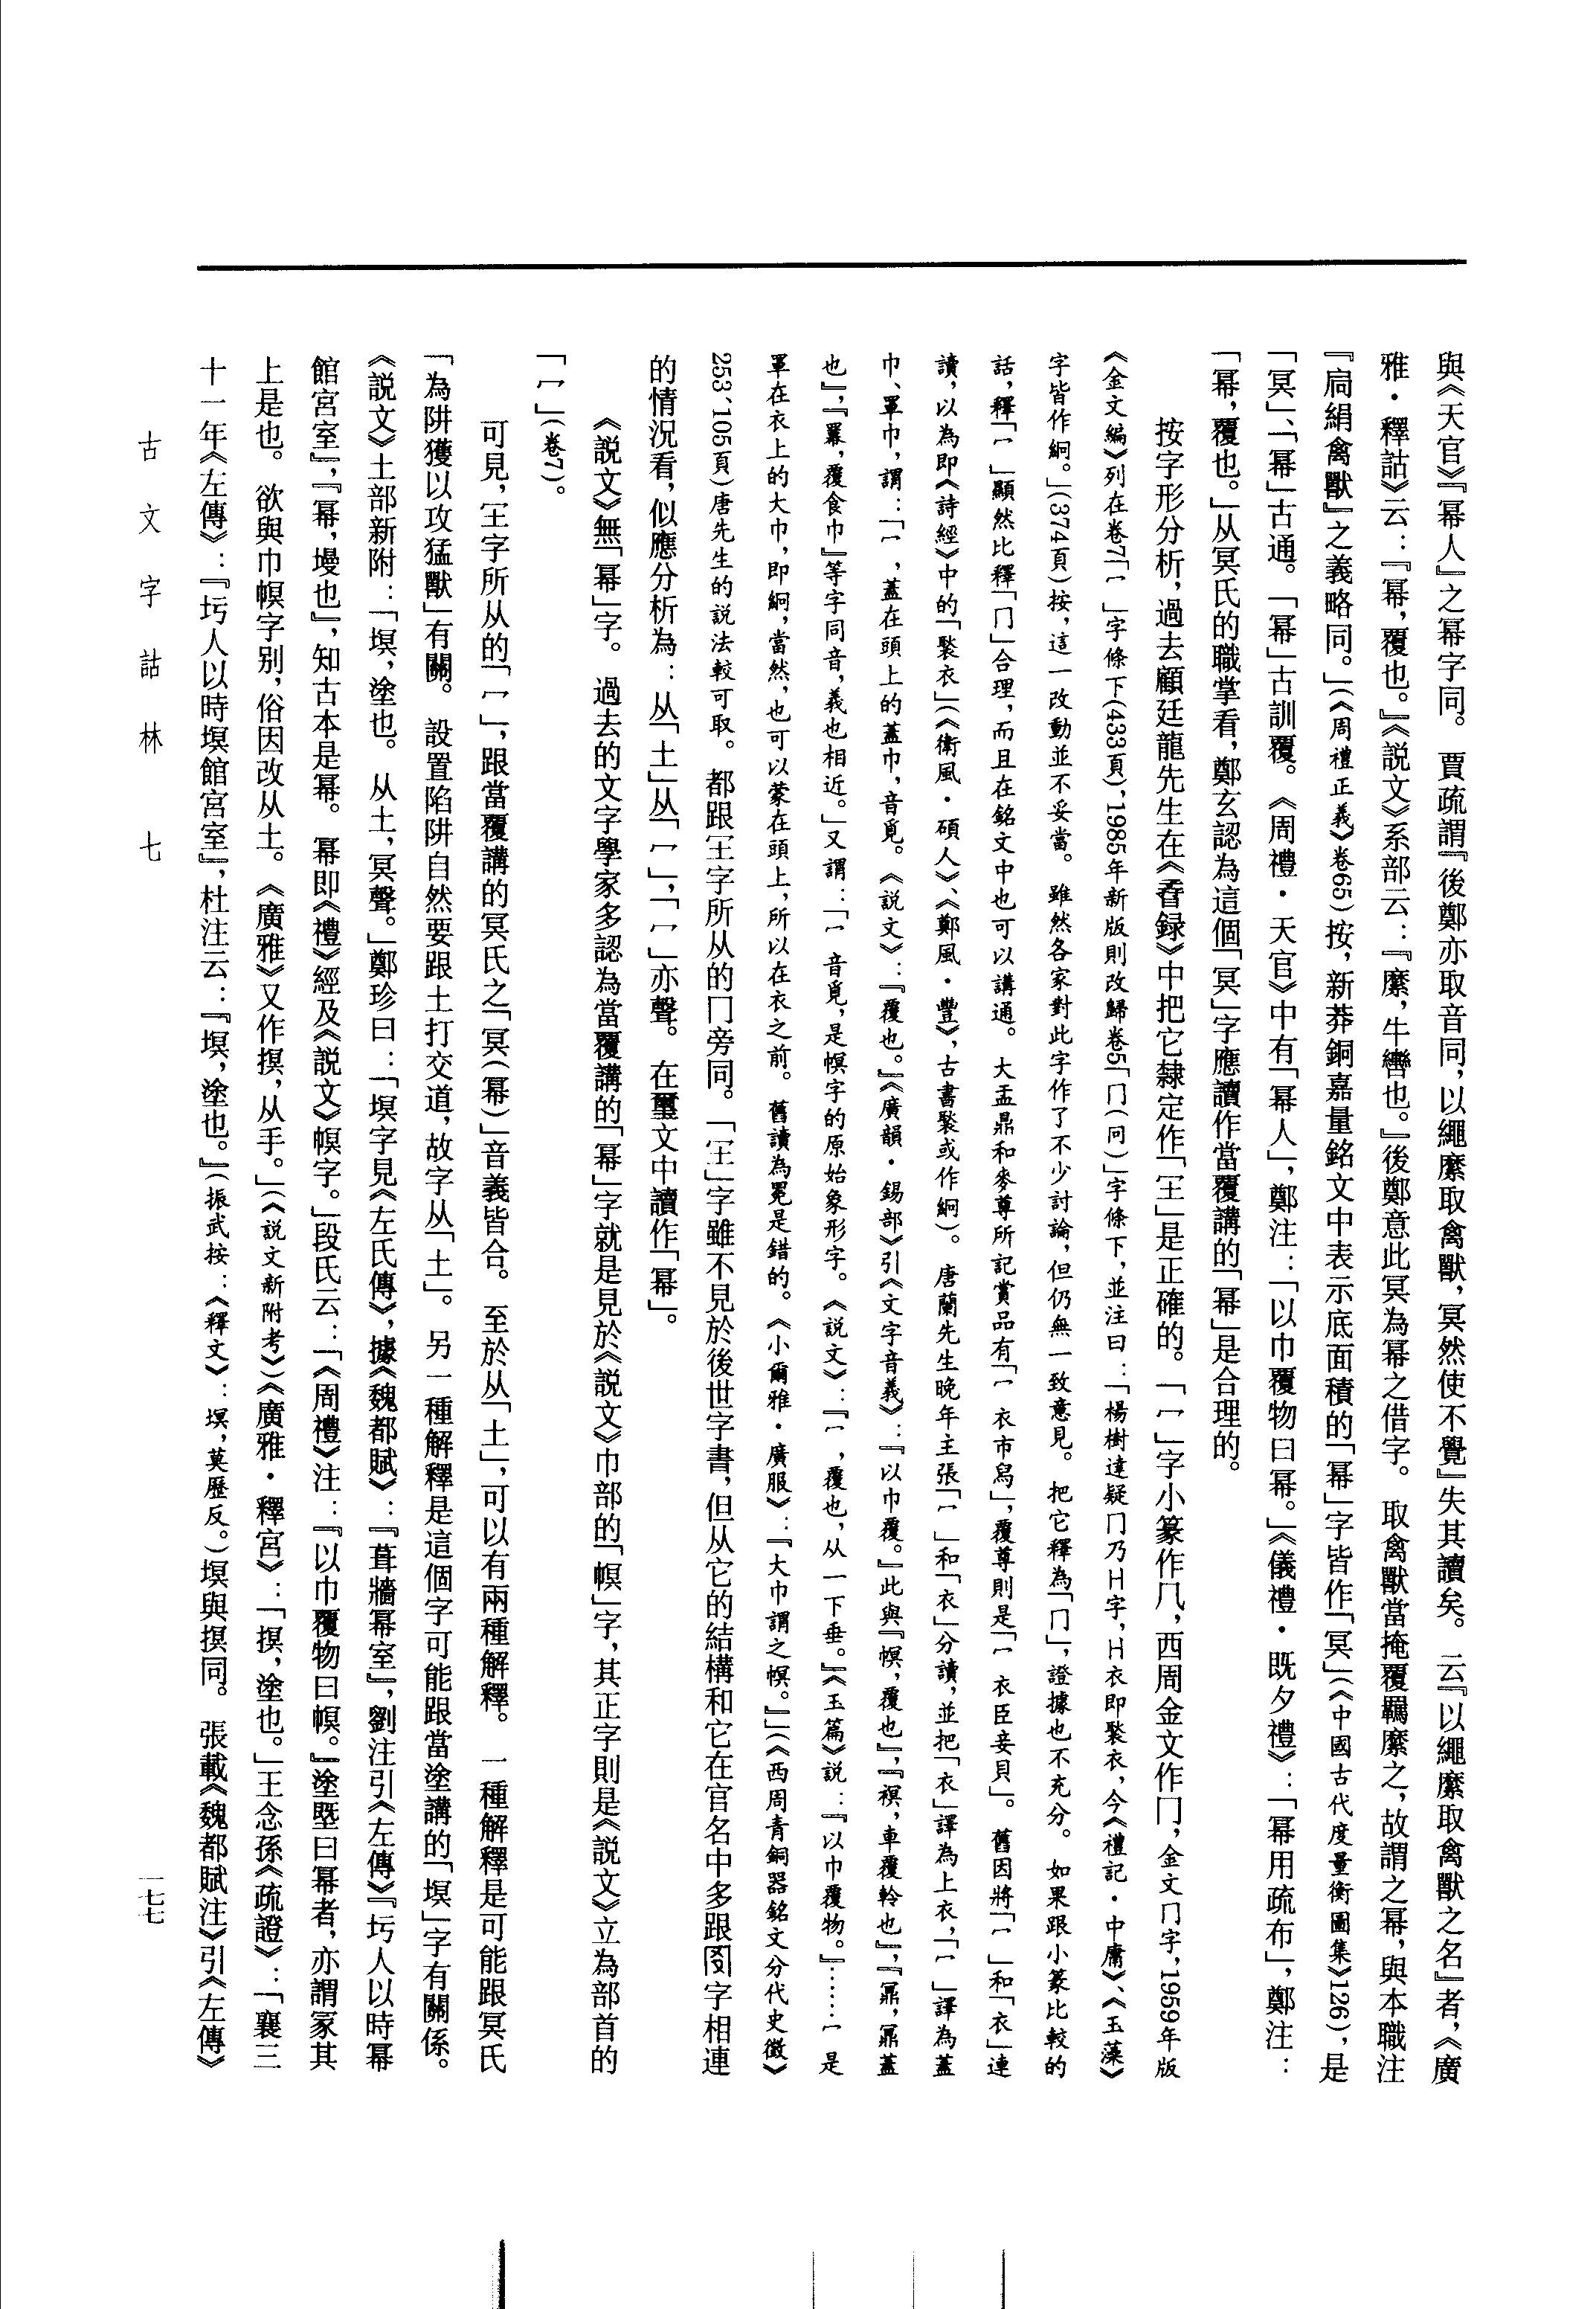 與《天官》『冪人』之冪字同。賈疏謂『後鄭亦取音同，以繩縻取禽獸，冥然使不覺』失其讀矣。云『以繩縻取禽獸之名』者，《廣
雅・釋詁》云：『冪，覆也。』《説文》系部云：『縻，牛轡也。』後鄭意此冥為冪之借字。取禽獸當掩覆羈縻之，故謂之冪，與本職注
『扃絹禽獸』之義略同。」（《周禮正義》卷65）按，新莽銅嘉量銘文中表示底面積的「冪」字皆作「冥」（《中國古代度量衡圖集》126），是
「冥」、「冪」古通。「冪」古訓覆。《周禮・天官》中有「冪人」，鄭注：「以巾覆物曰冪。」《儀禮・既夕禮》：「冪用疏布」，鄭注：
「冪，覆也。」从冥氏的職掌看，鄭玄認為這個「冥」字應讀作當覆講的「冪」是合理的。
按字形分析，過去顧廷龍先生在《孴録》中把它隸定作「𡉚」是正確的。「冖」字小篆作冂，西周金文作冂，金文冂字，1959年版
《金文編》列在卷7「冖」字條下（433頁），1985年新版則改歸卷5「冂（冋）」字條下，並注曰：「楊樹達疑冂乃H字，H衣即褧衣，今《禮記・中庸》、《玉藻》
字皆作絅。」（374頁）按，這一改動並不妥當。雖然各家對此字作了不少討論，但仍無一致意見。把它釋為「冂」，證據也不充分。如果跟小篆比較的
話，釋「冖」顯然比釋「冂」合理，而且在銘文中也可以講通。大盂鼎和麥尊所記賞品有「冖衣巿舄」，覆尊則是「冖衣臣妾貝」。舊因將「冖」和「衣」連
讀，以為即《詩經》中的「褧衣」（《衛風・碩人》、《鄭風・豐》，古書褧或作絅）。唐蘭先生晚年主張「冖」和「衣」分讀，並把「衣」譯為上衣，「冖」譯為蓋
巾、罩巾，謂：「冖，蓋在頭上的蓋巾，音覓。《説文》：『覆也。』《廣韻・錫部》引《文字音義》：『以巾覆。』此與『幎，覆也』，『𧛔，車覆軨也』，『鼏，鼏蓋
也』，『冪，覆食巾』等字同音，義也相近。」又謂：「冖音覓，是幎字的原始象形字。《説文》：『冖，覆也，从一下垂。』《玉篇》説：『以巾覆物。』……冖是
罩在衣上的大巾，即絅，當然，也可以蒙在頭上，所以在衣之前。舊讀為冕是錯的。《小爾雅・廣服》：『大巾謂之幎。』」（《西周青銅器銘文分代史徵》
253、105頁）唐先生的説法較可取。都跟𡉚字所从的冂旁同。「𡉚」字雖不見於後世字書，但从它的結構和它在官名中多跟字相連
的情況看，似應分析為：从「土」从「冖」，「冖」亦聲。在璽文中讀作「冪」。
《説文》無「冪」字。過去的文字學家多認為當覆講的「冪」字就是見於《説文》巾部的「幎」字，其正字則是《説文》立為部首的
「冖」（卷7）。
可見，𡉚字所从的「冖」，跟當覆講的冥氏之「冥（冪）」音義皆合。至於从「土」，可以有兩種解釋。一種解釋是可能跟冥氏
「為阱獲以攻猛獸」有關。設置陷阱自然要跟土打交道，故字从「土」。另一種解釋是這個字可能跟當塗講的「塓」字有關係。
《説文》土部新附：「塓，塗也。从土，冥聲。」鄭珍曰：「塓字見《左氏傳》，據《魏都賦》：『葺牆冪室』，劉注引《左傳》『圬人以時冪
館宮室』，『冪，墁也』，知古本是冪。冪即《禮》經及《説文》幎字。」段氏云：「《周禮》注：『以巾覆物曰幎。』塗塈曰冪者，亦謂冡其
上是也。欲與巾幎字別，俗因改从土。《廣雅》又作摸，从手。」（《説文新附考》）《廣雅・釋宮》：「摸，塗也。」王念孫《疏證》：「襄三
十一年《左傳》：『圬人以時塓館宮室』，杜注云：『塓，塗也。』（振武按：《釋文》：塓，莫歷反。）塓與摸同。張載《魏都賦注》引《左傳》
古文字詁林　七
一七七